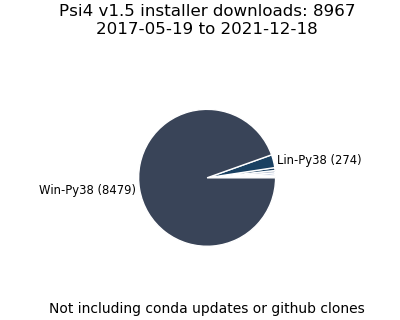 Psi4 v1.5 installer downloads: 8967
2017-05-19 to 2021-12-18
Lin-Py38 (274)
Win-Py38 (8479)
Not including conda updates or github clones